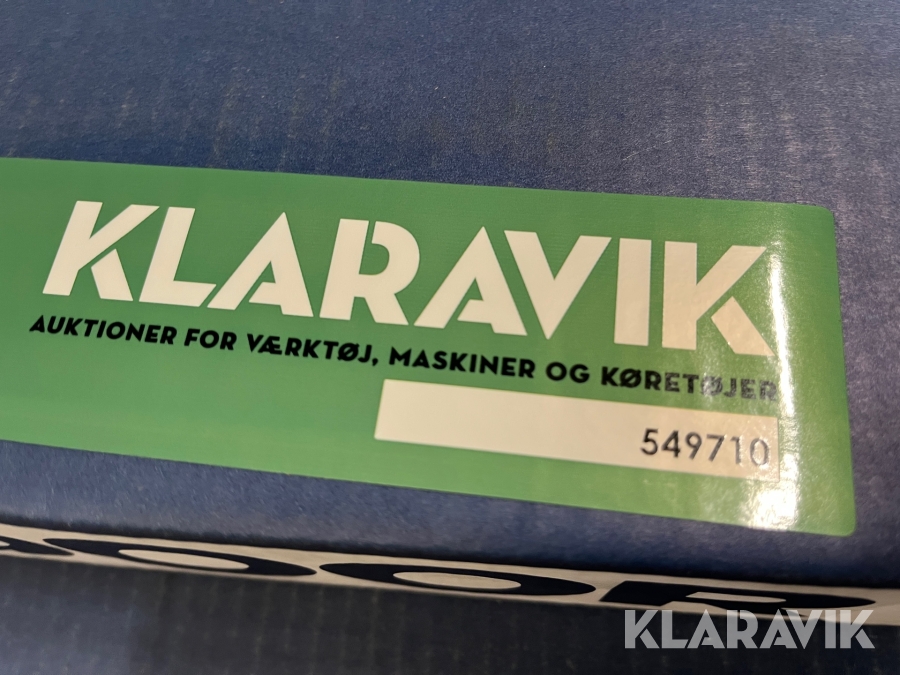 KLARAVIK
AUKTIONER FOR VÆRKTØJ, MASKINER OG KØRETØJER
549710
KLARAVIK